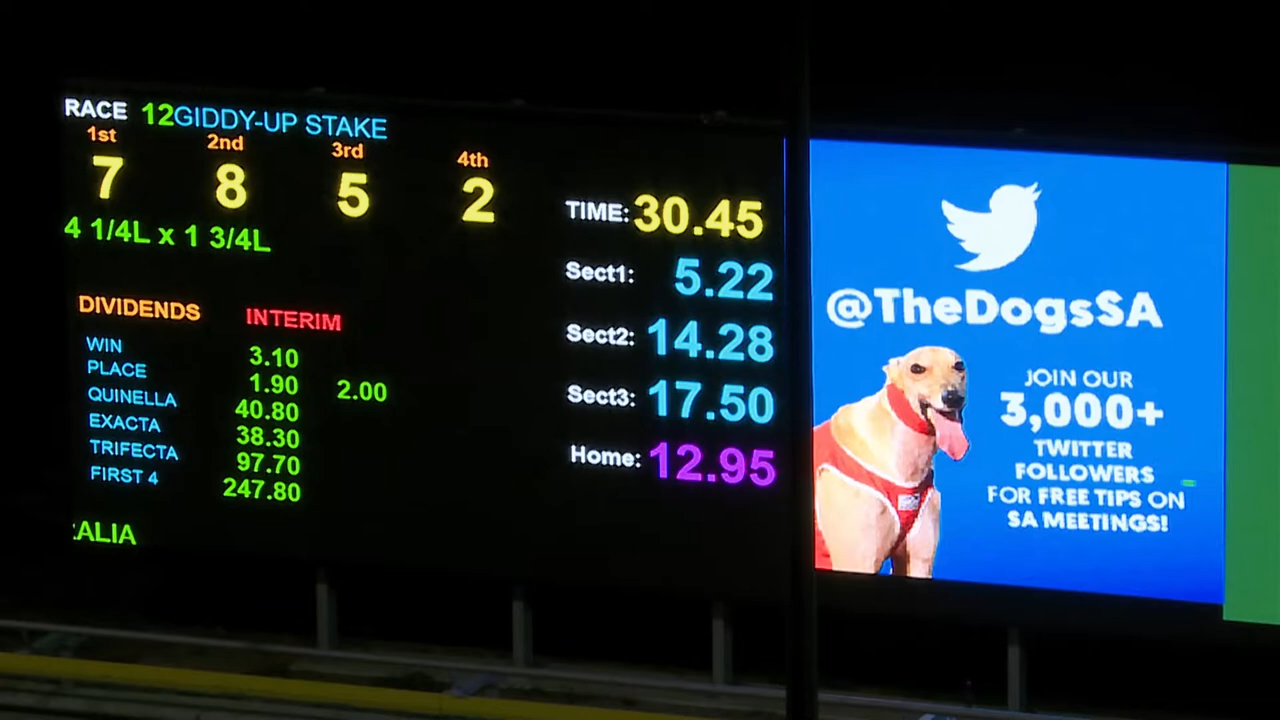 RACE 12 GIDDY-UP STAKE
1st 2nd 3rd 4th
7 8 5 2
4 1/4L x 1 3/4L
TIME: 30.45
Sect1: 5.22
Sect2: 14.28
Sect3: 17.50
Home: 12.95
DIVIDENDS INTERIM
WIN 3.10
PLACE 1.90 2.00
QUINELLA 40.80
EXACTA 38.30
TRIFECTA 97.70
FIRST 4 247.80
ALIA
@TheDogsSA
JOIN OUR
3,000+
TWITTER
FOLLOWERS
FOR FREE TIPS ON
SA MEETINGS!